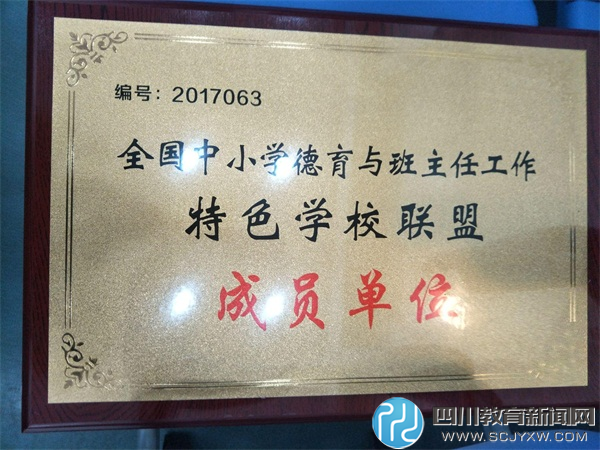 编号：2017063
全国中小学德育与班主任工作
特色学校联盟
成员单位
四川教育新闻网
WWW.SCJYXW.COM